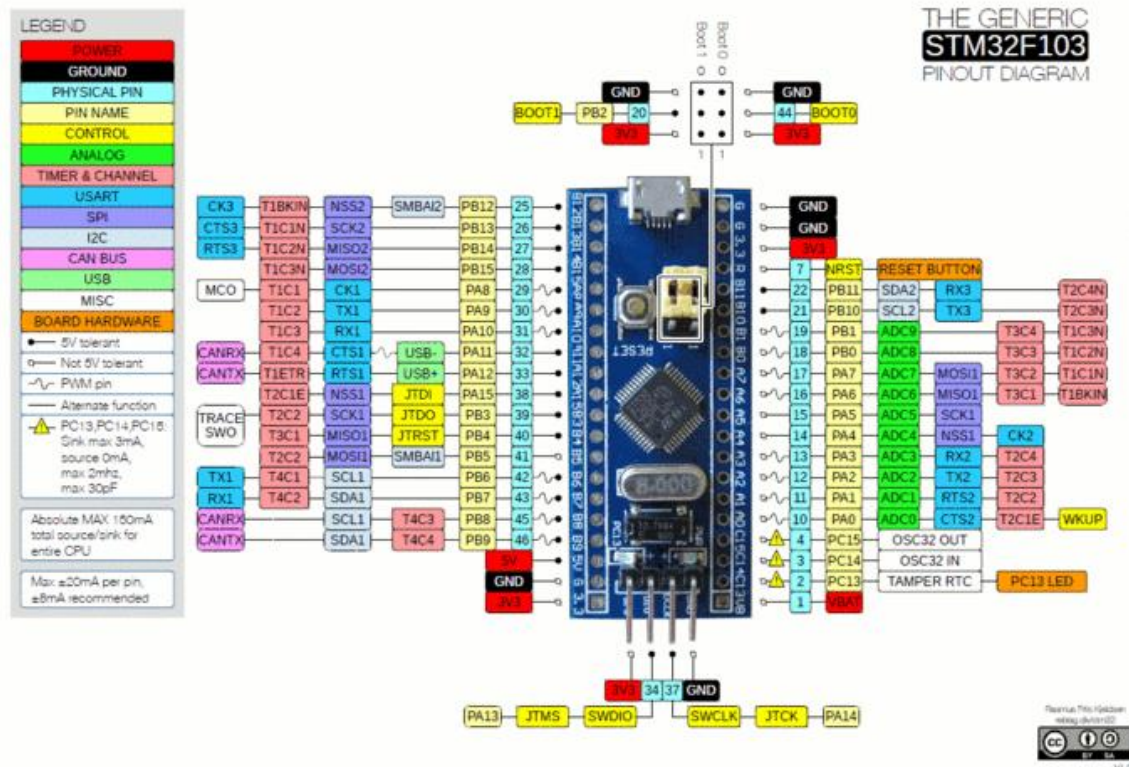 LEGEND
POWER
GROUND
PHYSICAL PIN
PIN NAME
CONTROL
ANALOG
TIMER & CHANNEL
USART
SPI
I2C
CAN BUS
USB
MISC
BOARD HARDWARE
5V tolerant
Not 5V tolerant
PWM pin
Alternate function
PC13,PC14,PC15:
Sink max 3mA,
source 0mA,
max 2mhz,
max 30pF
Absolute MAX 150mA
total source/sink for
entire CPU
Max ±20mA per pin,
±8mA recommended
THE GENERIC
STM32F103
PINOUT DIAGRAM
Boot 1 Boot 0
GND GND
BOOT1 PB2 20 44 BOOT0
3V3 3V3
1 1
CK3 T1BKIN NSS2 SMBAI2 PB12 25
CTS3 T1C1N SCK2 PB13 26
RTS3 T1C2N MISO2 PB14 27
T1C3N MOSI2 PB15 28
MCO T1C1 CK1 PA8 29
T1C2 TX1 PA9 30
T1C3 RX1 PA10 31
CANRX T1C4 CTS1 USB- PA11 32
CANTX T1ETR RTS1 USB+ PA12 33
T2C1E NSS1 JTDI PA15 38
TRACE SWO T2C2 SCK1 JTDO PB3 39
T3C1 MISO1 JTRST PB4 40
T2C2 MOSI1 SMBAI1 PB5 41
TX1 T4C1 SCL1 PB6 42
RX1 T4C2 SDA1 PB7 43
CANRX SCL1 T4C3 PB8 45
CANTX SDA1 T4C4 PB9 46
5V
GND
3V3
GND
GND
3V3
7 NRST RESET BUTTON
22 PB11 SDA2 RX3 T2C4N
21 PB10 SCL2 TX3 T2C3N
19 PB1 ADC9 T3C4 T1C3N
18 PB0 ADC8 T3C3 T1C2N
17 PA7 ADC7 MOSI1 T3C2 T1C1N
16 PA6 ADC6 MISO1 T3C1 T1BKIN
15 PA5 ADC5 SCK1
14 PA4 ADC4 NSS1 CK2
13 PA3 ADC3 RX2 T2C4
12 PA2 ADC2 TX2 T2C3
11 PA1 ADC1 RTS2 T2C2
10 PA0 ADC0 CTS2 T2C1E WKUP
4 PC15 OSC32 OUT
3 PC14 OSC32 IN
2 PC13 TAMPER RTC PC13 LED
1 VBAT
RESET
8.000
3V3 34 37 GND
PA13 JTMS SWDIO SWCLK JTCK PA14
cc
BY SA